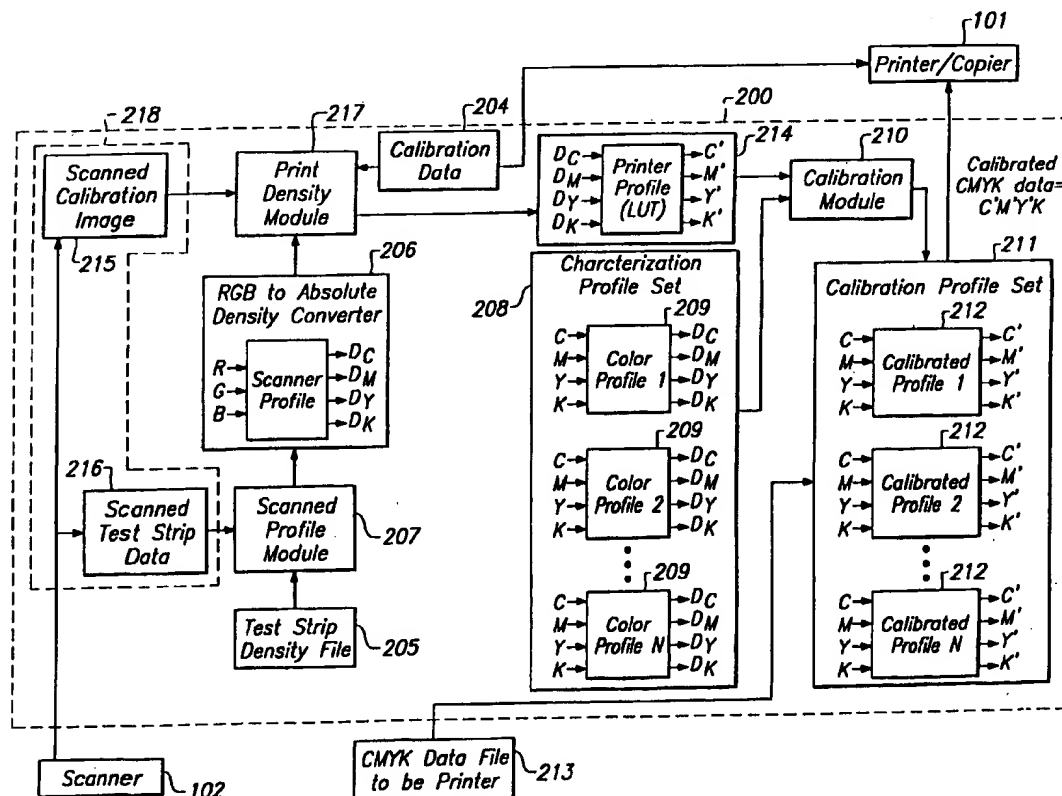 101
Printer/Copier
218
217
204
200
214
210
Scanned
Calibration
Image
215
Print
Density
Module
Calibration
Data
DC
DM
DY
DK
Printer
Profile
(LUT)
C'
M'
Y'
K'
Calibration
Module
Calibrated
CMYK data=
C'M'Y'K
206
RGB to Absolute
Density Converter
R
G
B
Scanner
Profile
DC
DM
DY
DK
208
Charcterization
Profile Set
209
C
M
Y
K
Color
Profile 1
DC
DM
DY
DK
209
C
M
Y
K
Color
Profile 2
DC
DM
DY
DK
209
C
M
Y
K
Color
Profile N
DC
DM
DY
DK
211
Calibration Profile Set
212
C
M
Y
K
Calibrated
Profile 1
C'
M'
Y'
K'
212
C
M
Y
K
Calibrated
Profile 2
C'
M'
Y'
K'
212
C
M
Y
K
Calibrated
Profile N
C'
M'
Y'
K'
216
Scanned
Test Strip
Data
Scanned
Profile
Module
207
Test Strip
Density File
205
Scanner
102
CMYK Data File
to be Printer
213